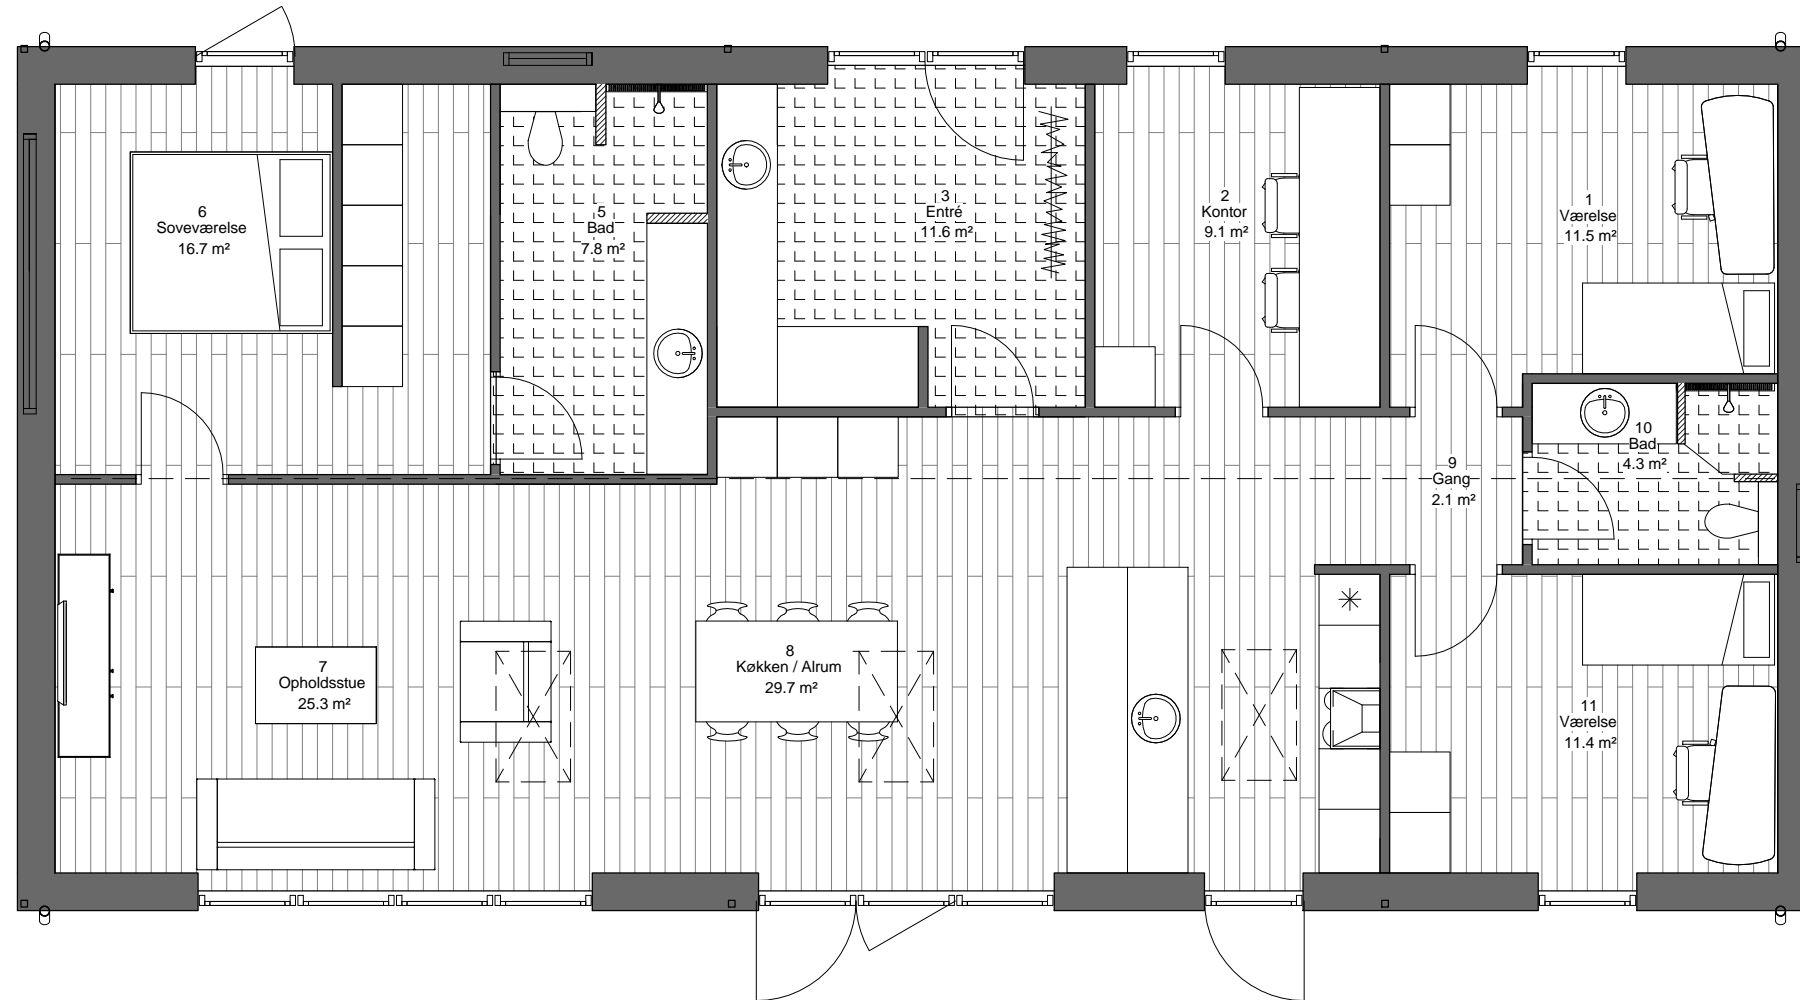 6
Soveværelse
16.7 m²
5
Bad
7.8 m²
3
Entré
11.6 m²
2
Kontor
9.1 m²
1
Værelse
11.5 m²
10
Bad
4.3 m²
9
Gang
2.1 m²
7
Opholdsstue
25.3 m²
8
Køkken / Alrum
29.7 m²
11
Værelse
11.4 m²